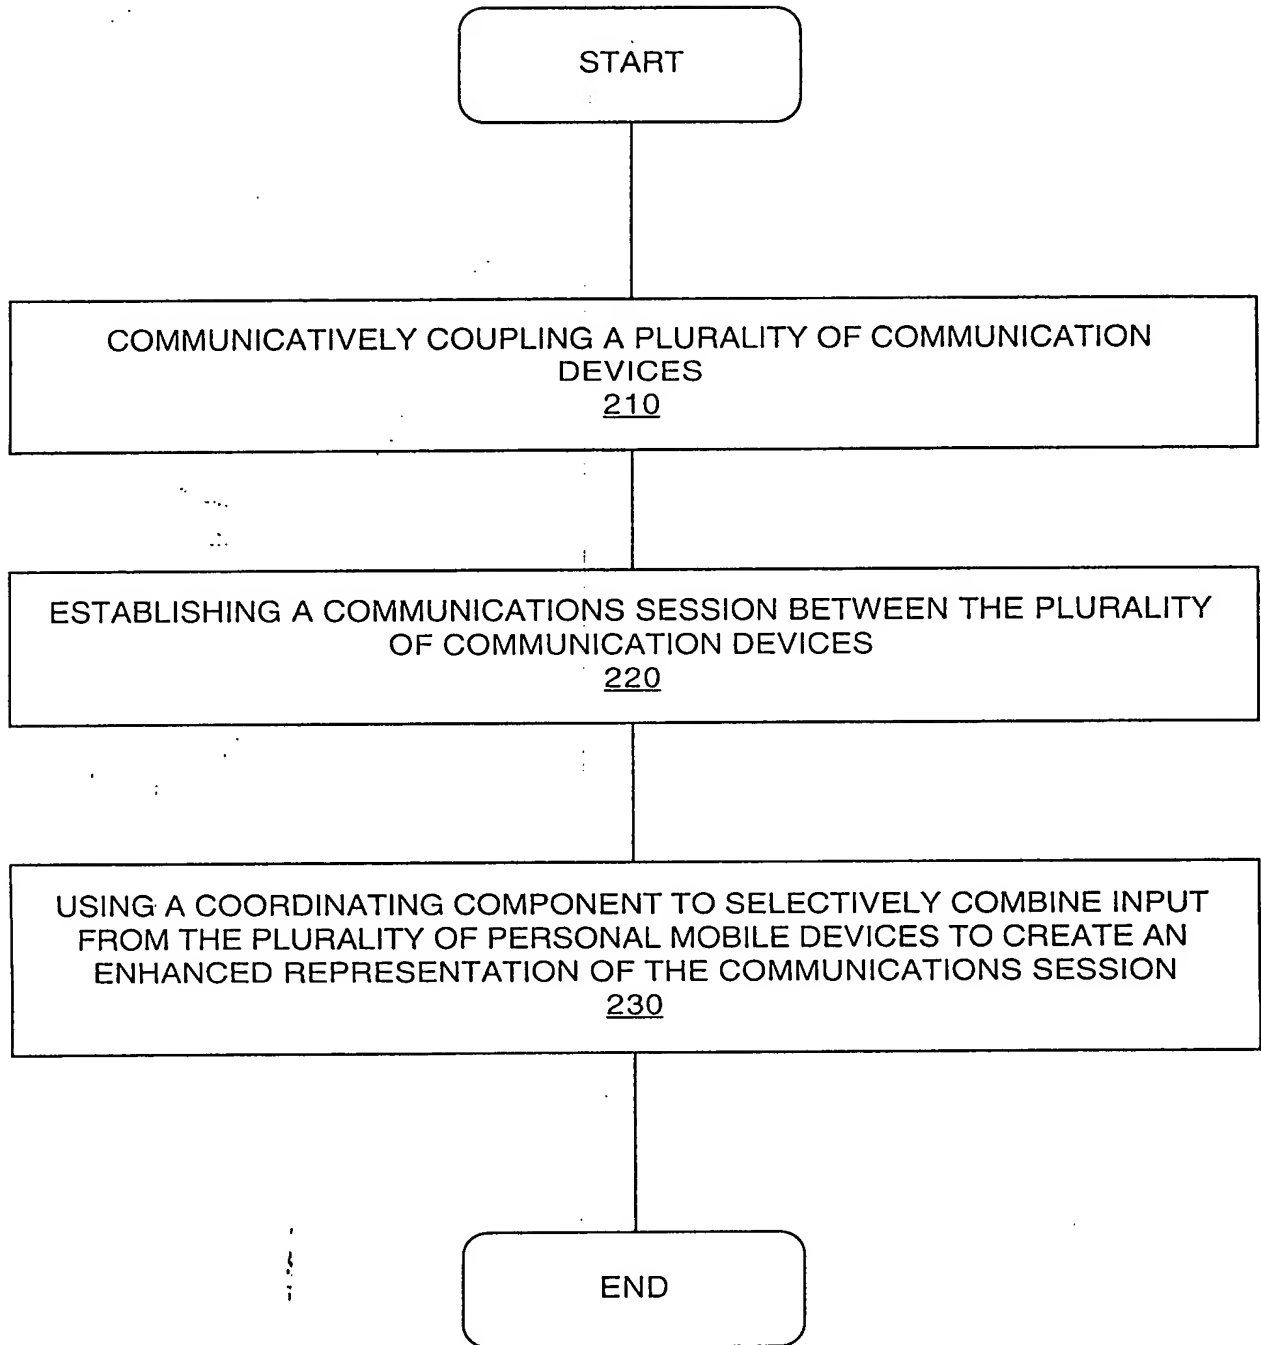 START
COMMUNICATIVELY COUPLING A PLURALITY OF COMMUNICATION
DEVICES
210
ESTABLISHING A COMMUNICATIONS SESSION BETWEEN THE PLURALITY
OF COMMUNICATION DEVICES
220
USING A COORDINATING COMPONENT TO SELECTIVELY COMBINE INPUT
FROM THE PLURALITY OF PERSONAL MOBILE DEVICES TO CREATE AN
ENHANCED REPRESENTATION OF THE COMMUNICATIONS SESSION
230
END